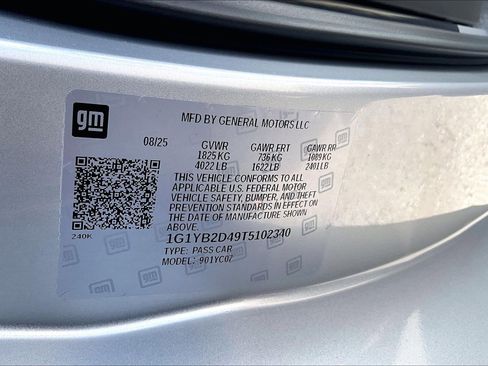 gm
MFD BY GENERAL MOTORS LLC
08/25 GVWR GAWR FRT GAWR RR
1825 KG 736 KG 1089 KG
4022 LB 1622 LB 2401 LB
THIS VEHICLE CONFORMS TO ALL
APPLICABLE U.S. FEDERAL MOTOR
VEHICLE SAFETY, BUMPER, AND THEFT
PREVENTION STANDARDS IN EFFECT ON
THE DATE OF MANUFACTURE SHOWN
ABOVE.
240K 1G1YB2D49T5102340
TYPE: PASS CAR
MODEL: 901YC07